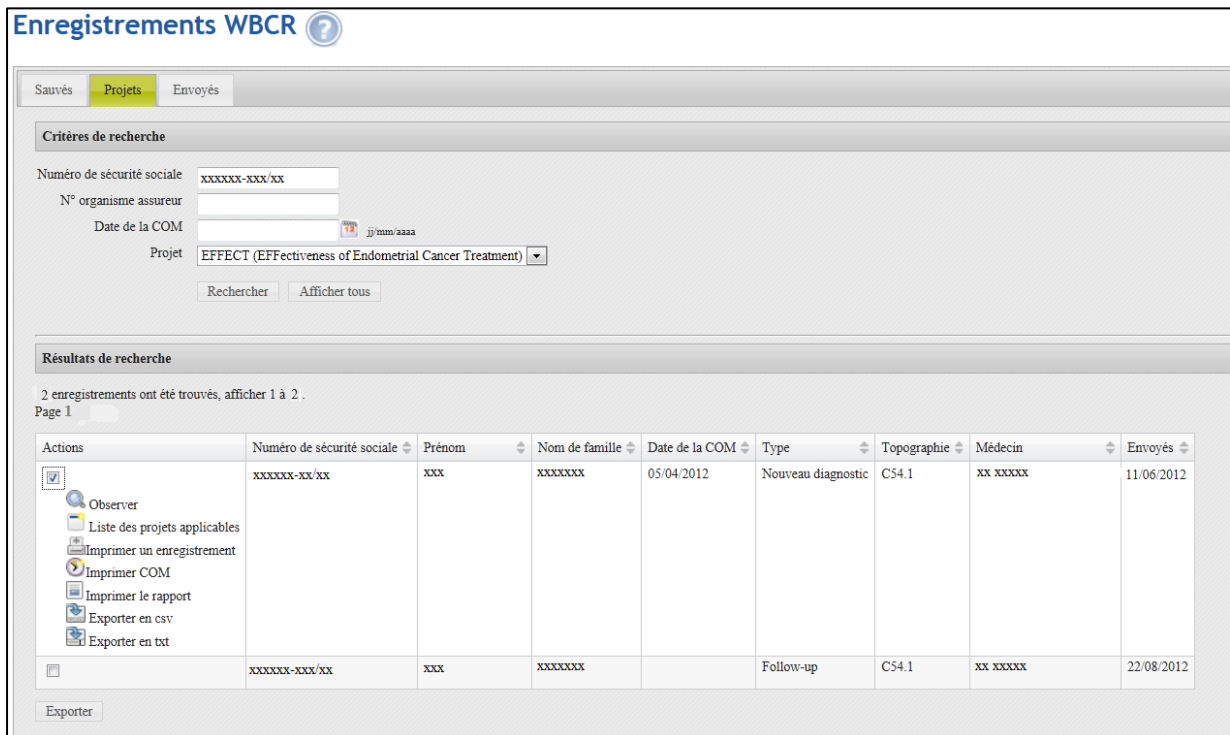 Enregistrements WBCR ?
Sauvés Projets Envoyés
Critères de recherche
Numéro de sécurité sociale xxxxxx-xxx/xx
N° organisme assureur
Date de la COM jj/mm/aaaa
Projet EFFECT (EFFectiveness of Endometrial Cancer Treatment)
Rechercher Afficher tous
Résultats de recherche
2 enregistrements ont été trouvés, afficher 1 à 2 .
Page 1
Actions Numéro de sécurité sociale Prénom Nom de famille Date de la COM Type Topographie Médecin Envoyés
xxxxxx-xx/xx xxx xxxxxxx 05/04/2012 Nouveau diagnostic C54.1 xx xxxxx 11/06/2012
Observer
Liste des projets applicables
Imprimer un enregistrement
Imprimer COM
Imprimer le rapport
Exporter en csv
Exporter en txt
xxxxxx-xxx/xx xxx xxxxxxx Follow-up C54.1 xx xxxxx 22/08/2012
Exporter